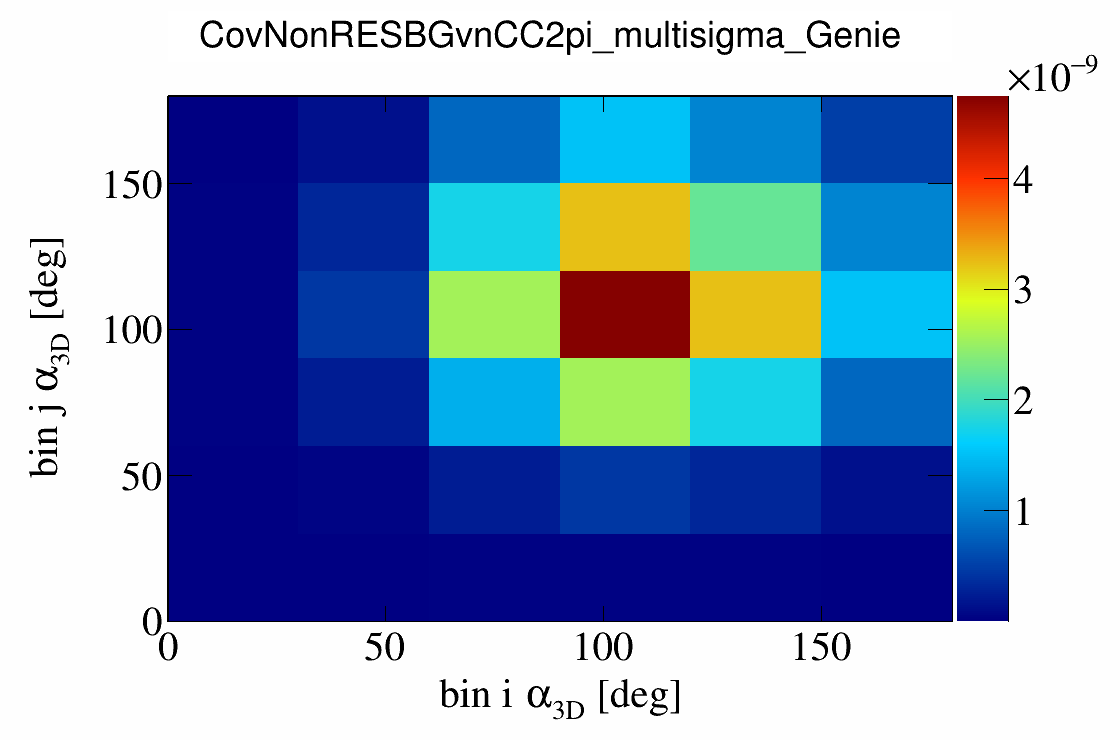 CovNonRESBGvnCC2pi_multisigma_Genie
×10⁻⁹
150
100
50
0
4
3
2
1
0 50 100 150
bin j α3D [deg]
bin i α3D [deg]